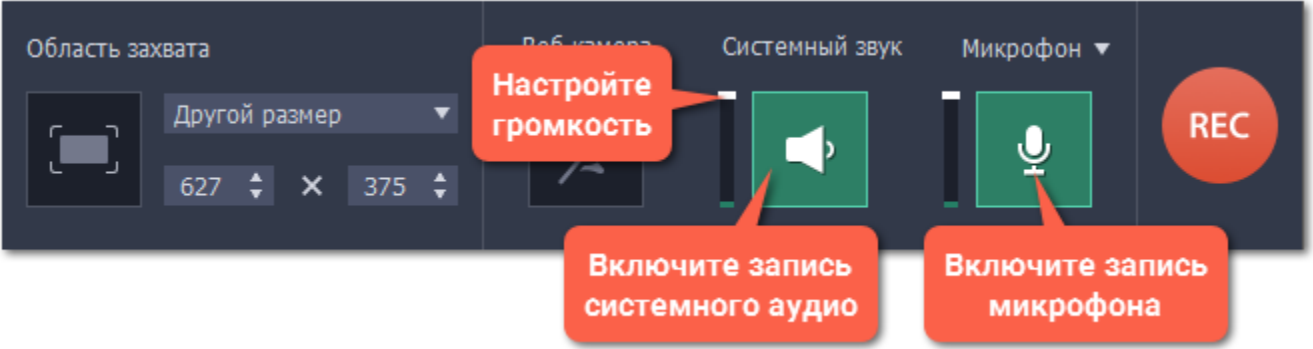 Область захвата
Другой размер
627 × 375
Настройте
громкость
Системный звук
Микрофон
REC
Включите запись
системного аудио
Включите запись
микрофона